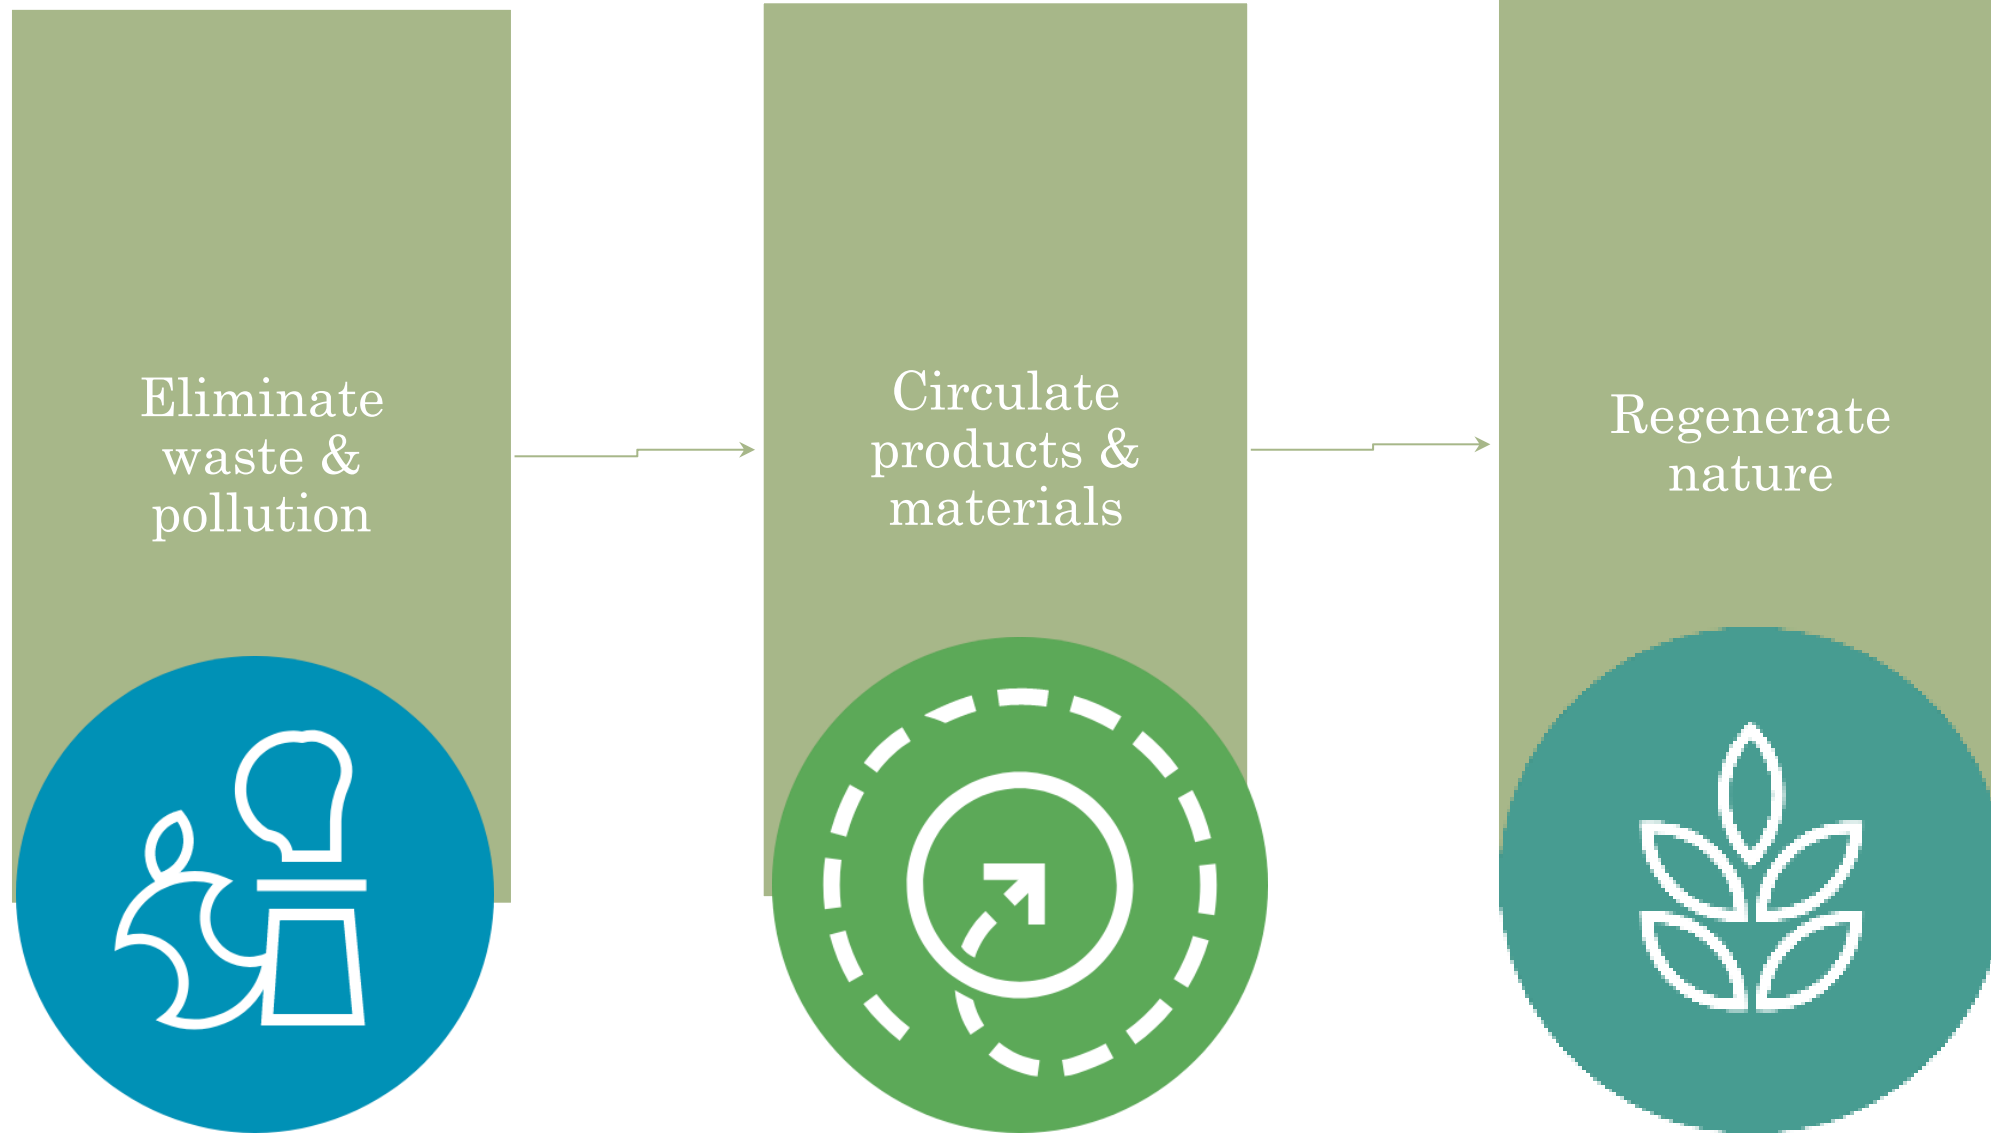 Eliminate
waste &
pollution
Circulate
products &
materials
Regenerate
nature